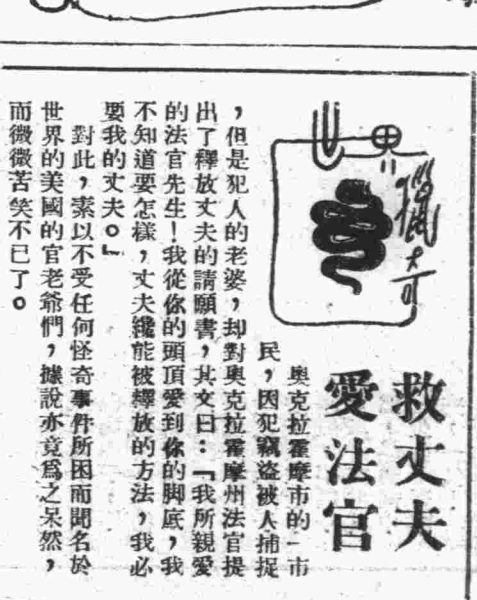 救丈夫
愛法官
奧克拉霍摩市的一市
民，因犯竊盜被人捕捉
，但是犯人的老婆，却對奧克拉霍摩州法官提
出了釋放丈夫的請願書，其文曰：「我所親愛
的法官先生！我從你的頭頂愛到你的脚底，我
不知道要怎樣，丈夫纔能被釋放的方法，我必
要我的丈夫。」
對此，素以不受任何怪奇事件所困而聞名於
世界的美國的官老爺們，據說亦竟爲之呆然，
而微微苦笑不已了。